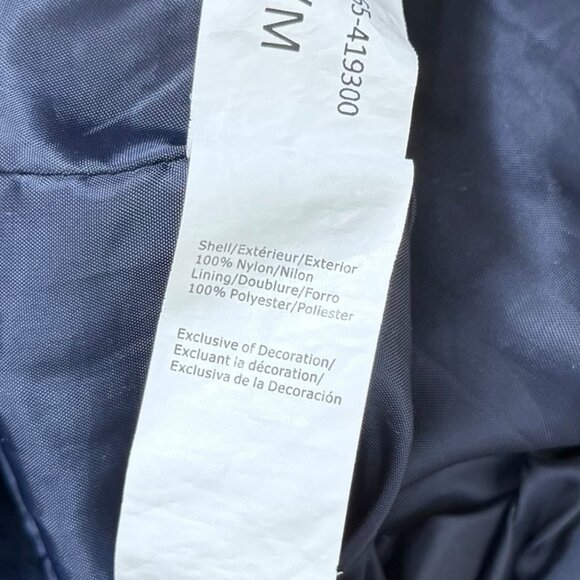 /M
65-419300
Shell/Extérieur/Exterior
100% Nylon/Nilon
Lining/Doublure/Forro
100% Polyester/Poliester
Exclusive of Decoration/
Excluant la décoration/
Exclusiva de la Decoración